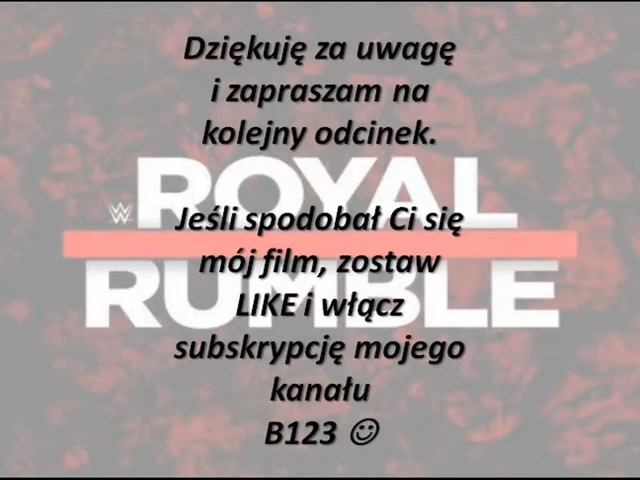 Dziękuję za uwagę
i zapraszam na
kolejny odcinek.
W ROYAL
Jeśli spodobał Ci się
mój film, zostaw
RUMBLE
LIKE i włącz
subskrypcję mojego
kanału
B123 ☺